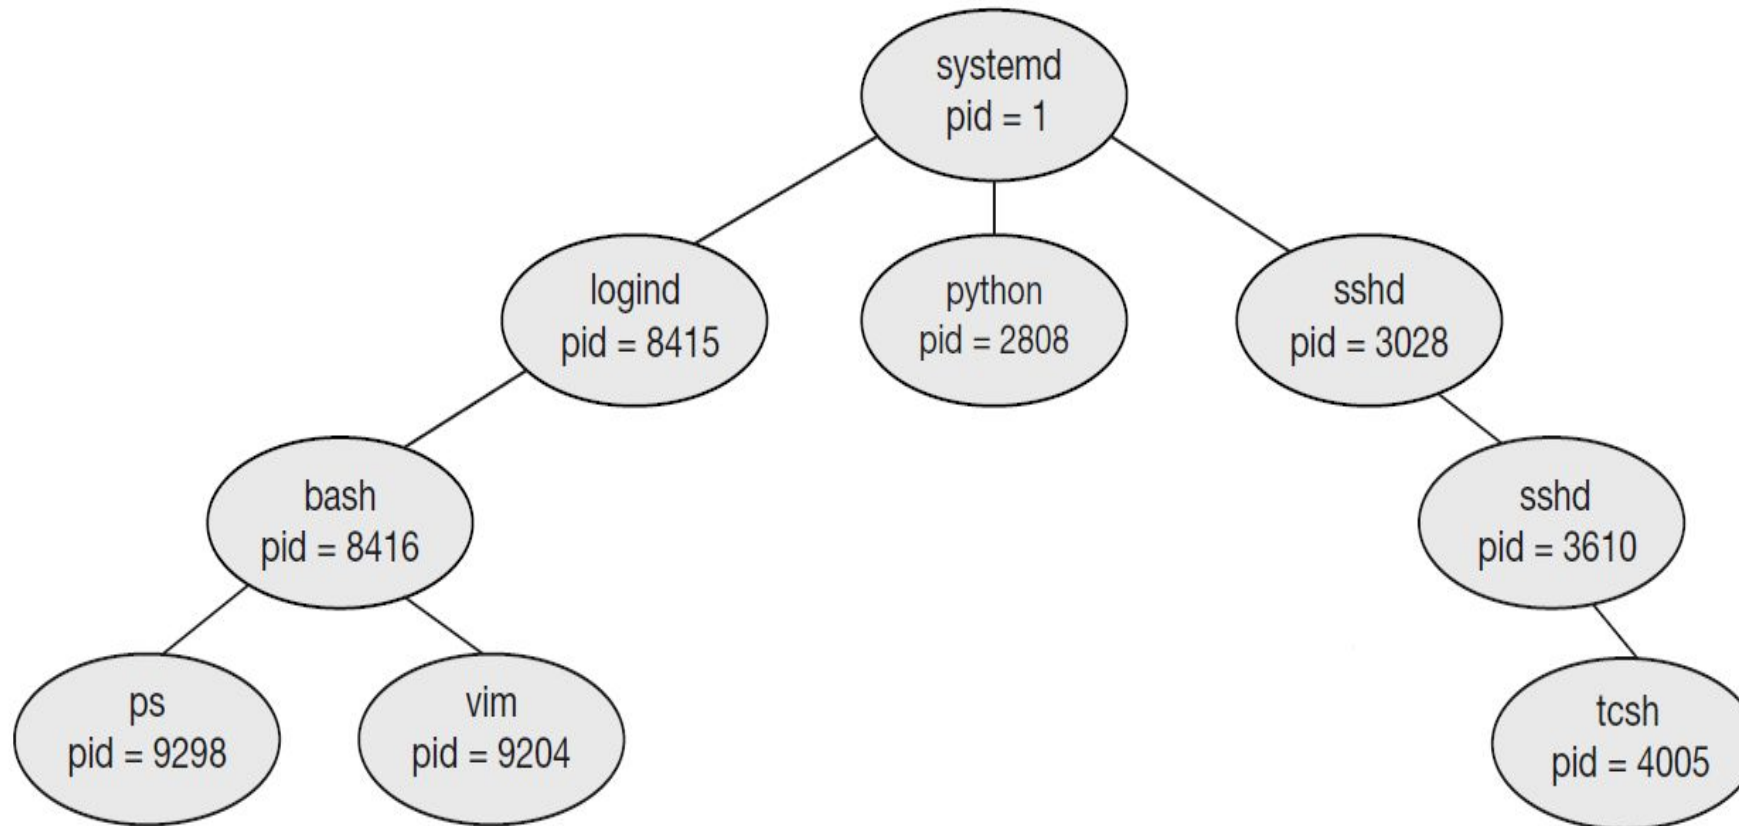 systemd
pid = 1
logind
pid = 8415
python
pid = 2808
sshd
pid = 3028
bash
pid = 8416
sshd
pid = 3610
ps
pid = 9298
vim
pid = 9204
tcsh
pid = 4005